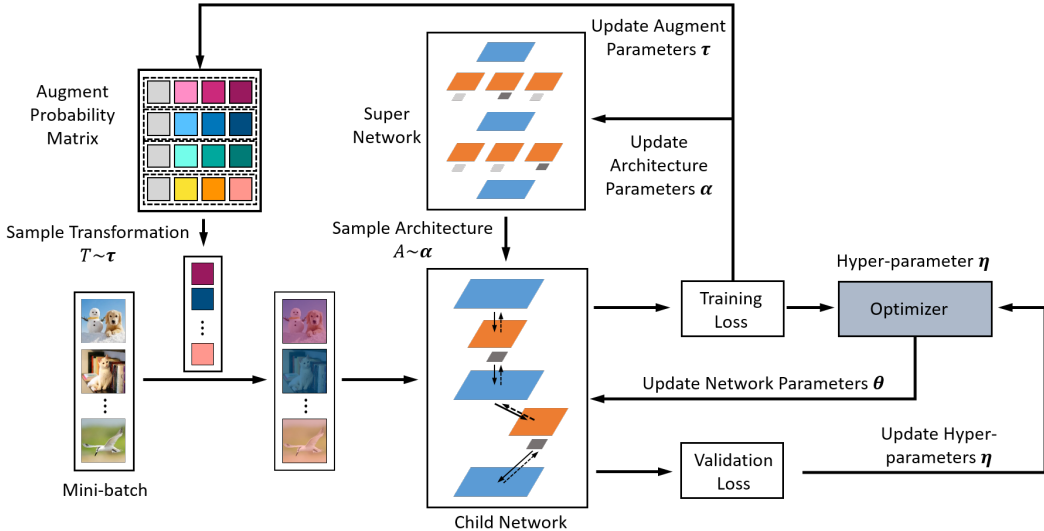 Update Augment
Parameters τ
Augment
Probability
Matrix
Super
Network
Update
Architecture
Parameters α
Sample Transformation
T~τ
Sample Architecture
A~α
Hyper-parameter η
Training
Loss
Optimizer
Update Network Parameters θ
Update Hyper-
parameters η
Validation
Loss
Mini-batch
Child Network